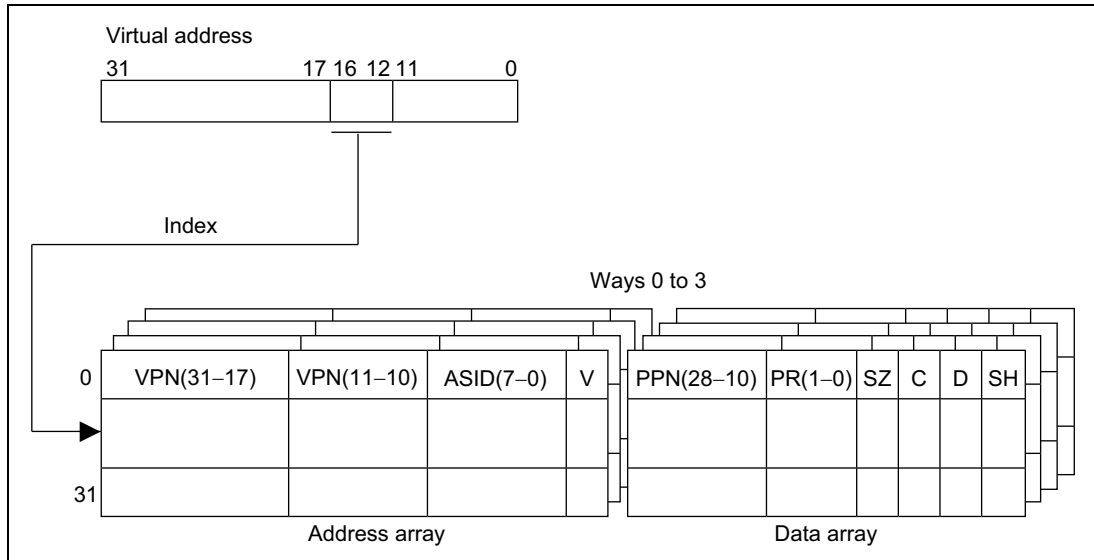 Virtual address
31 17 16 12 11 0
Index
Ways 0 to 3
0 VPN(31–17) VPN(11–10) ASID(7–0) V PPN(28–10) PR(1–0) SZ C D SH
31
Address array Data array